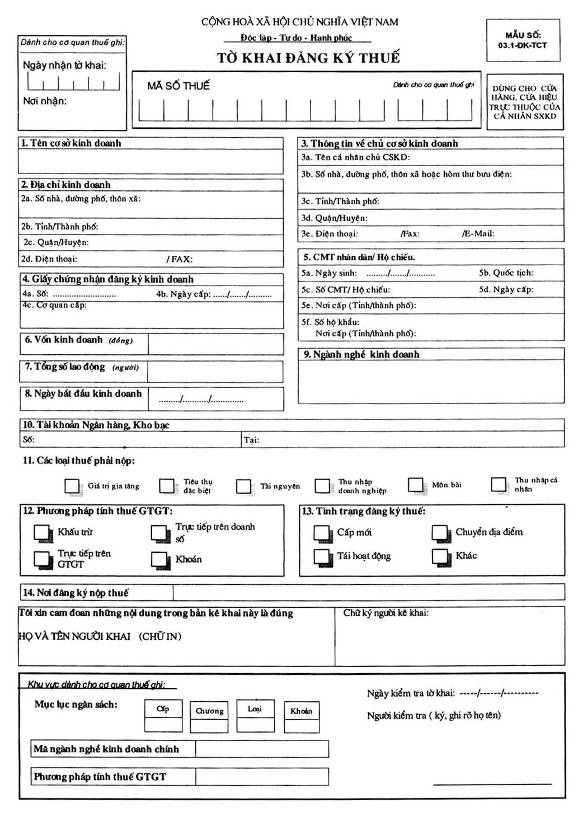 CỘNG HOÀ XÃ HỘI CHỦ NGHĨA VIỆT NAM
Độc lập - Tự do - Hạnh phúc
TỜ KHAI ĐĂNG KÝ THUẾ
MẪU SỐ:
03.1-ĐK-TCT
Dành cho cơ quan thuế ghi:
Ngày nhận tờ khai:
Nơi nhận:
MÃ SỐ THUẾ
Dành cho cơ quan thuế ghi
DÙNG CHO CỬA
HÀNG, CỬA HIỆU
TRỰC THUỘC CỦA
CÁ NHÂN SXKD
1. Tên cơ sở kinh doanh
2. Địa chỉ kinh doanh
2a. Số nhà, đường phố, thôn xã:
2b. Tỉnh/Thành phố:
2c. Quận/Huyện:
2d. Điện thoại: / FAX:
3. Thông tin về chủ cơ sở kinh doanh
3a. Tên cá nhân chủ CSKD:
3b. Số nhà, đường phố, thôn xã hoặc hòm thư bưu điện:
3c. Tỉnh/Thành phố:
3d. Quận/Huyện:
3e. Điện thoại: /Fax: /E-Mail:
4. Giấy chứng nhận đăng ký kinh doanh
4a. Số: ....................... 4b. Ngày cấp: ...../....../.......
4c. Cơ quan cấp:
5. CMT nhân dân/ Hộ chiếu.
5a. Ngày sinh: ........./....../........ 5b. Quốc tịch:
5c. Số CMT/ Hộ chiếu: 5d. Ngày cấp:
5e. Nơi cấp (Tỉnh/thành phố):
5f. Số hộ khẩu:
Nơi cấp (Tỉnh/thành phố):
6. Vốn kinh doanh (đồng)
7. Tổng số lao động (người)
8. Ngày bắt đầu kinh doanh ......../........./..........
9. Ngành nghề kinh doanh
10. Tài khoản Ngân hàng, Kho bạc
Số: Tại:
11. Các loại thuế phải nộp:
Giá trị gia tăng
Tiêu thụ
đặc biệt
Tài nguyên
Thu nhập
doanh nghiệp
Môn bài
Thu nhập cá
nhân
12. Phương pháp tính thuế GTGT:
Khấu trừ
Trực tiếp trên doanh
số
Trực tiếp trên
GTGT
Khoán
13. Tình trạng đăng ký thuế:
Cấp mới
Chuyển địa điểm
Tái hoạt động
Khác
14. Nơi đăng ký nộp thuế
Tôi xin cam đoan những nội dung trong bản kê khai này là đúng
HỌ VÀ TÊN NGƯỜI KHAI (CHỮ IN)
Chữ ký người kê khai:
Khu vực dành cho cơ quan thuế ghi:
Mục lục ngân sách:
Cấp
Chương
Loại
Khoản
Ngày kiểm tra tờ khai: -----/------/----------
Người kiểm tra ( ký, ghi rõ họ tên)
Mã ngành nghề kinh doanh chính
Phương pháp tính thuế GTGT